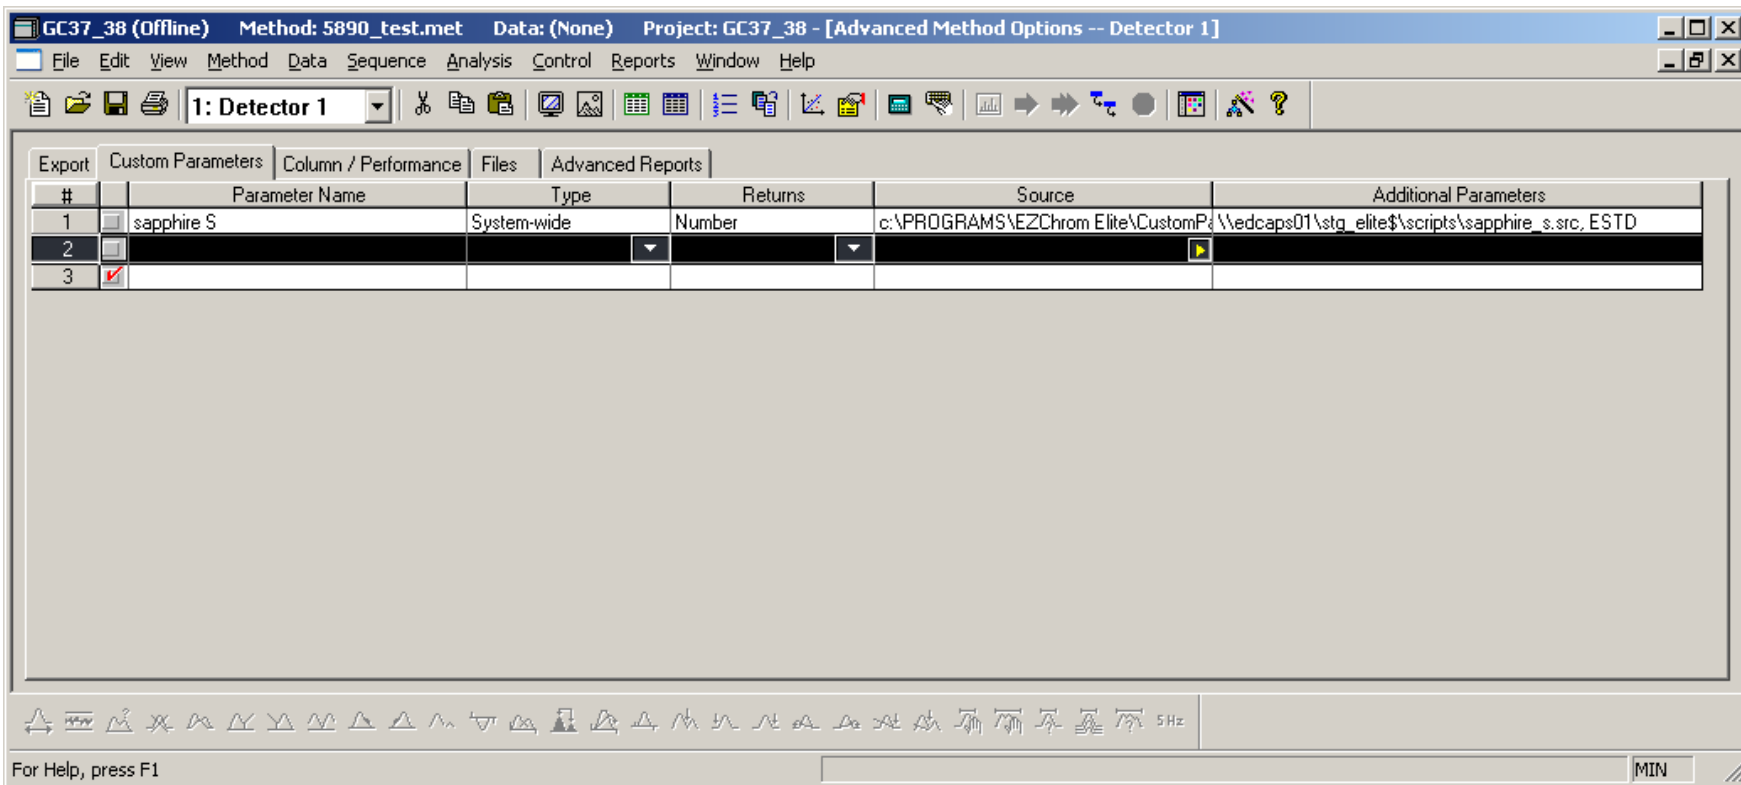 GC37_38 (Offline) Method: 5890_test.met Data: (None) Project: GC37_38 - [Advanced Method Options -- Detector 1]
File Edit View Method Data Sequence Analysis Control Reports Window Help
1: Detector 1
Export Custom Parameters Column / Performance Files Advanced Reports
# Parameter Name Type Returns Source Additional Parameters
1 sapphire S System-wide Number c:\PROGRAMS\EZChrom Elite\CustomPa \\edcaps01\stg_elite$\scripts\sapphire_s.src, ESTD
2
3
5 Hz
For Help, press F1 MIN